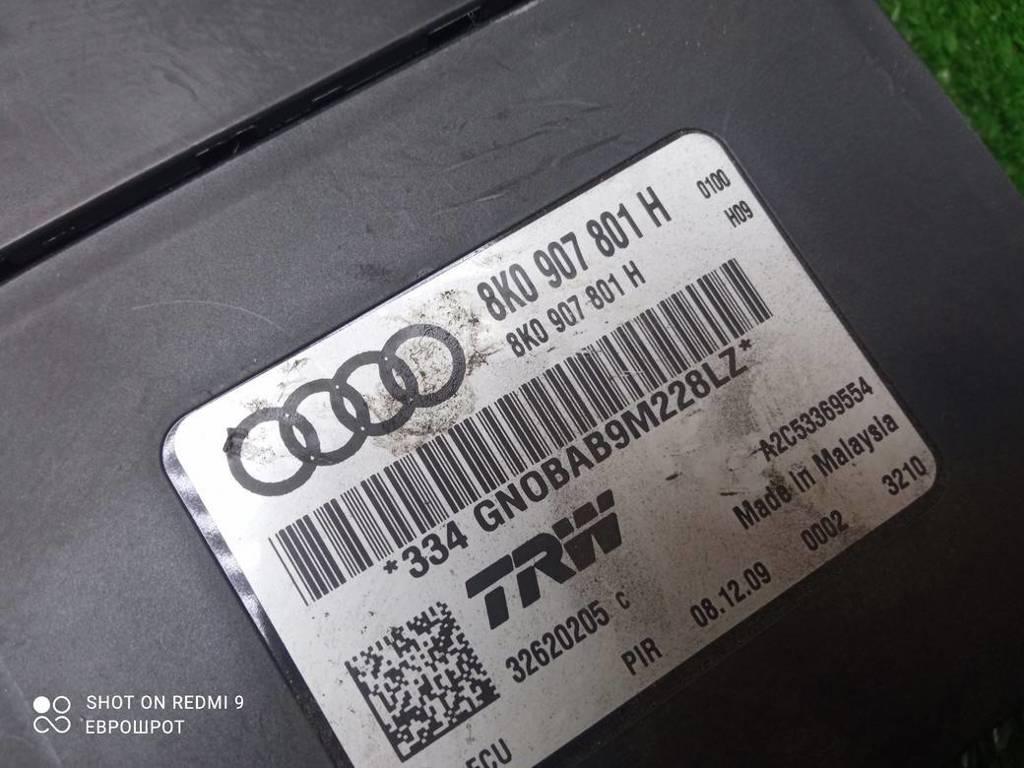 8K0 907 801 H 0100
8K0 907 801 H H09
*334 GNOBAB9M228LZ*
TRW
A2C53369554
Made in Malaysia
32620205 C
3210
PIR 08.12.09 0002
ECU
SHOT ON REDMI 9
ЕВРОШРОТ